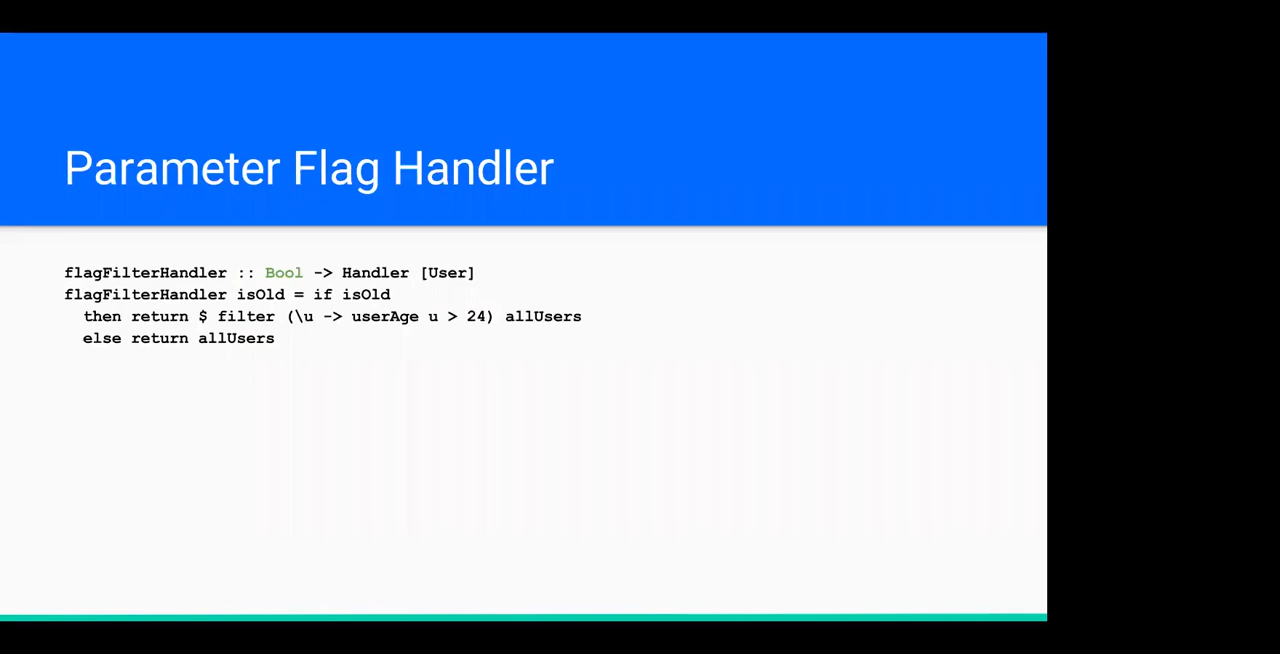 Parameter Flag Handler
flagFilterHandler :: Bool -> Handler [User]
flagFilterHandler isOld = if isOld
  then return $ filter (\u -> userAge u > 24) allUsers
  else return allUsers